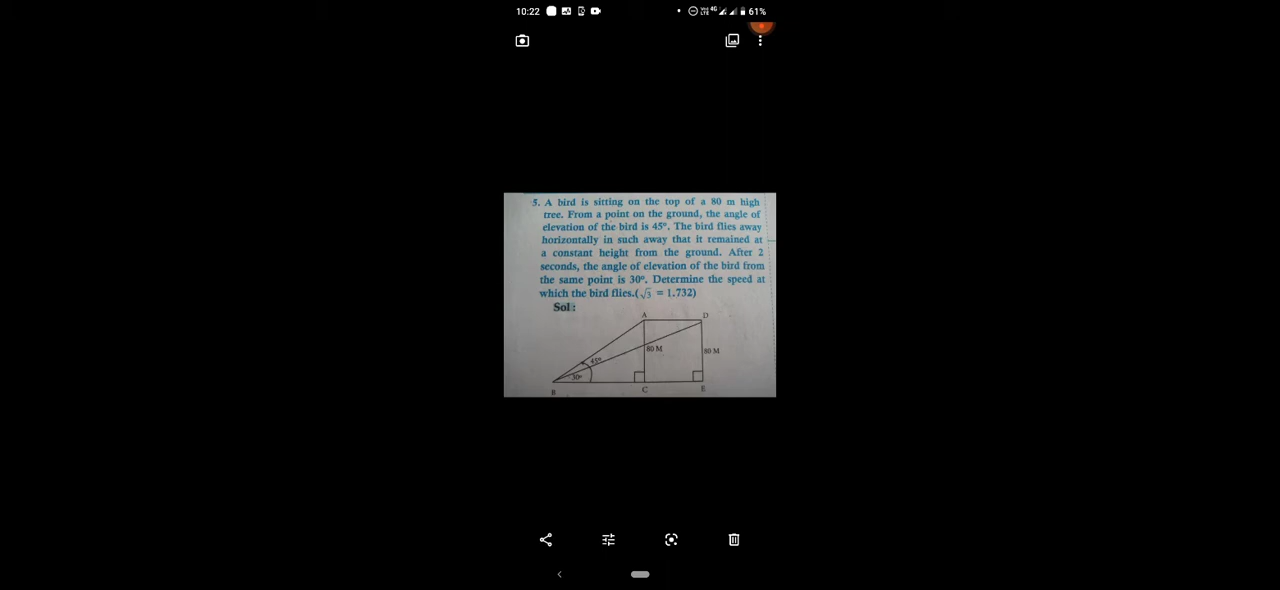 10:22 Vo) LTE 4G 61%
5. A bird is sitting on the top of a 80 m high
tree. From a point on the ground, the angle of
elevation of the bird is 45°. The bird flies away
horizontally in such away that it remained at
a constant height from the ground. After 2
seconds, the angle of elevation of the bird from
the same point is 30°. Determine the speed at
which the bird flies.(√3 = 1.732)
Sol :
A D
80 M 80 M
45°
30°
B C E